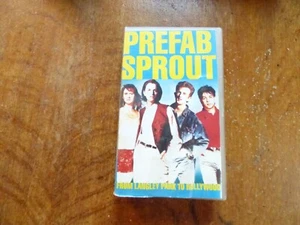 PREFAB
SPROUT
FROM LANGLEY PARK TO HOLLYWOOD